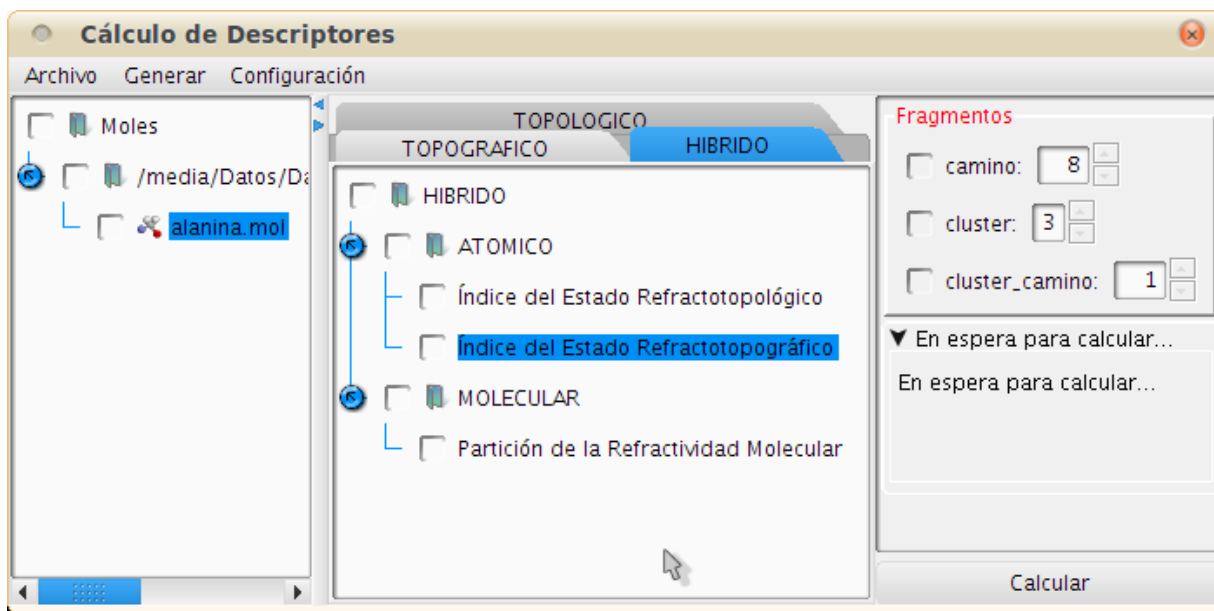 Cálculo de Descriptores
Archivo Generar Configuración
Moles
/media/Datos/Da
alanina.mol
TOPOLOGICO
TOPOGRAFICO
HIBRIDO
HIBRIDO
ATOMICO
Índice del Estado Refractotopológico
Índice del Estado Refractotopográfico
MOLECULAR
Partición de la Refractividad Molecular
Fragmentos
camino: 8
cluster: 3
cluster_camino: 1
En espera para calcular...
En espera para calcular...
Calcular